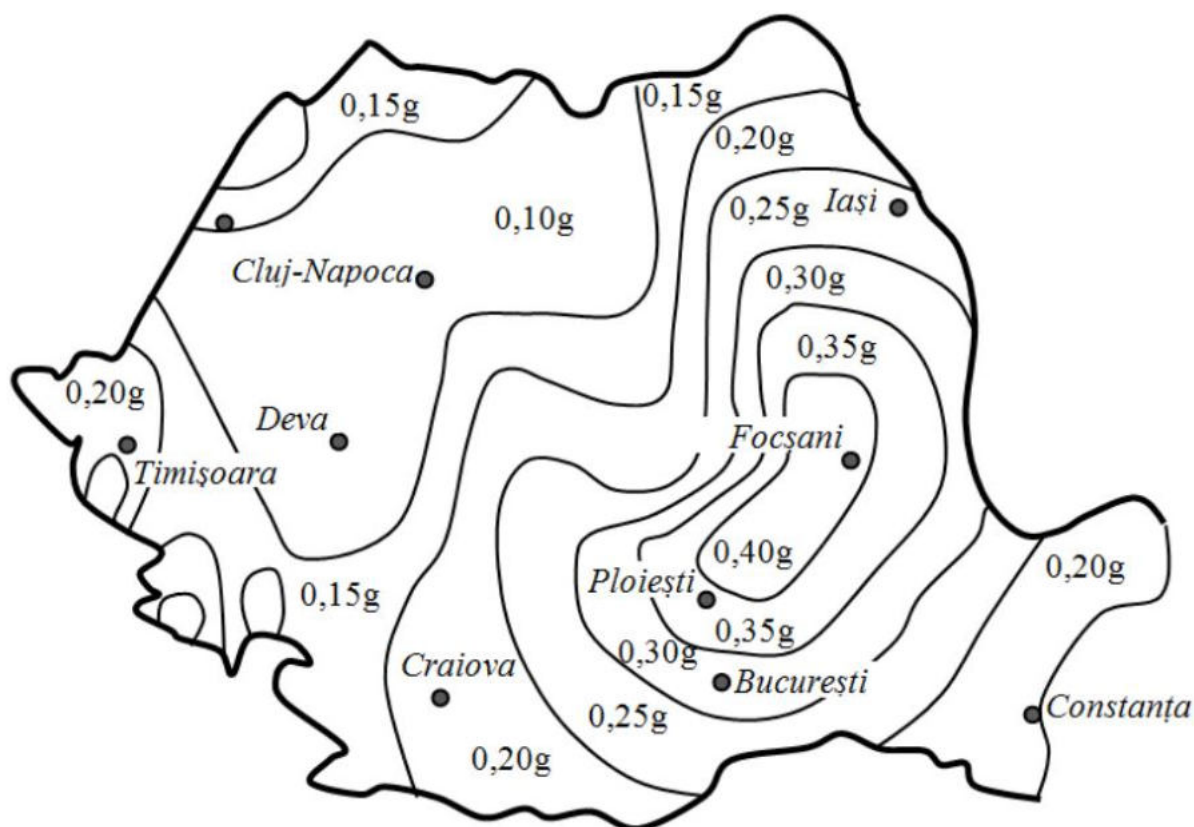 0,15g
0,15g
0,20g
0,25g
Iași
0,10g
Cluj-Napoca
0,30g
0,35g
0,20g
Deva
Focsani
Timișoara
0,40g
0,20g
Ploiești
0,15g
0,35g
0,30g
Craiova
București
0,25g
Constanța
0,20g